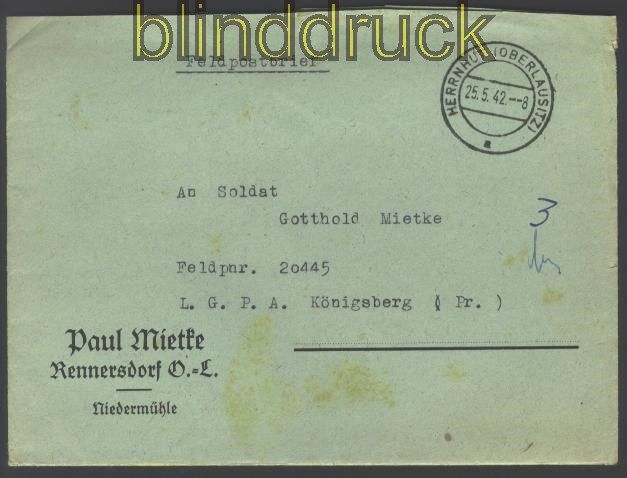 blinddruck
Feldpostbrief
HERRNHUT (OBERLAUSITZ)
25.5.42.--8
a
An Soldat
Gotthold Mietke
3
Feldpnr. 20445
L. G. P. A. Königsberg ( Pr. )
Paul Mietke
Rennersdorf O.=L.
Niedermühle